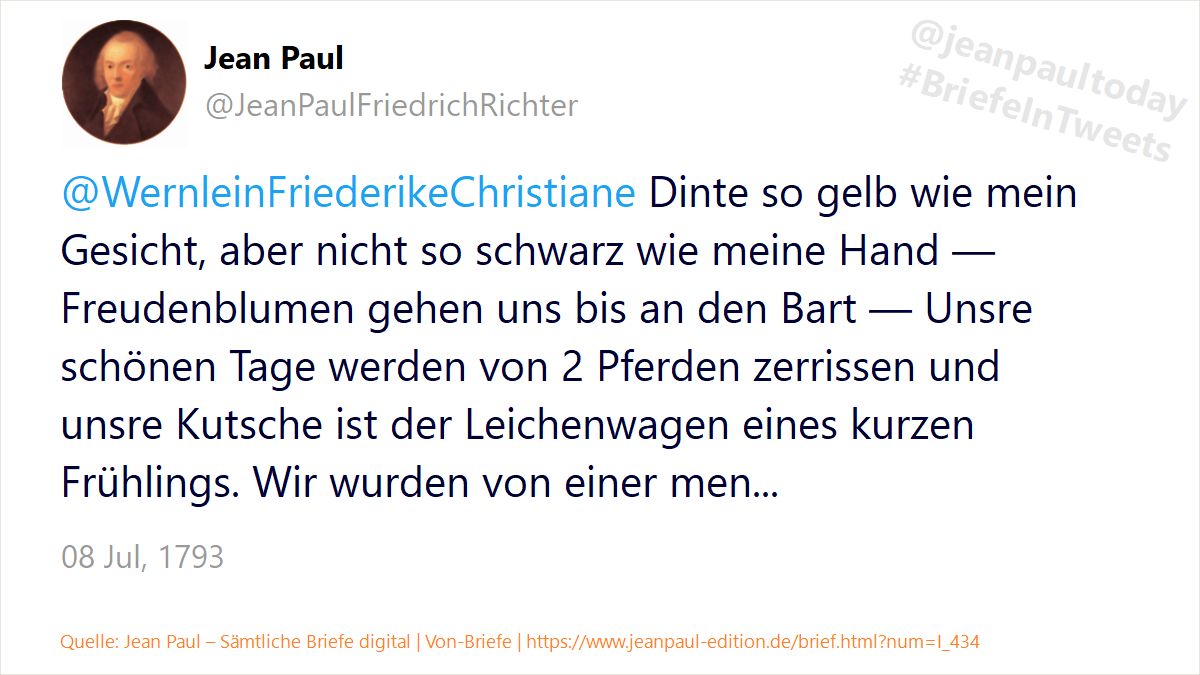 Jean Paul
@JeanPaulFriedrichRichter
@jeanpaultoday
#BriefeInTweets
@WernleinFriederikeChristiane Dinte so gelb wie mein
Gesicht, aber nicht so schwarz wie meine Hand —
Freudenblumen gehen uns bis an den Bart — Unsre
schönen Tage werden von 2 Pferden zerrissen und
unsre Kutsche ist der Leichenwagen eines kurzen
Frühlings. Wir wurden von einer men...
08 Jul, 1793
Quelle: Jean Paul – Sämtliche Briefe digital | Von-Briefe | https://www.jeanpaul-edition.de/brief.html?num=I_434